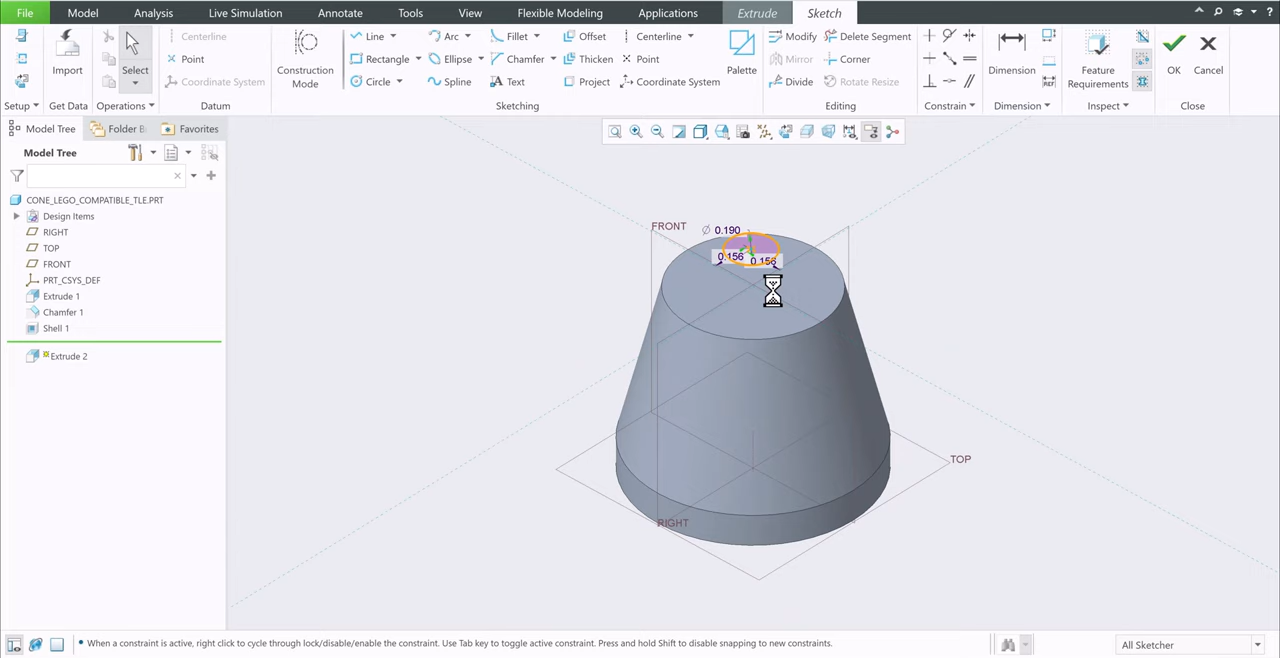 File Model Analysis Live Simulation Annotate Tools View Flexible Modeling Applications Extrude Sketch
Centerline Line Arc Fillet Offset Centerline Modify Delete Segment
Point Rectangle Ellipse Chamfer Thicken Point Mirror Corner
Coordinate System Circle Spline Text Project Coordinate System Divide Rotate Resize
Import Select Construction Mode Palette Dimension Feature Requirements OK Cancel
REF
Setup Get Data Operations Datum Sketching Editing Constrain Dimension Inspect Close
Model Tree Folder B Favorites
Model Tree
CONE_LEGO_COMPATIBLE_TLE.PRT
Design Items
RIGHT
TOP
FRONT
PRT_CSYS_DEF
Extrude 1
Chamfer 1
Shell 1
Extrude 2
FRONT
Ø 0.190
0.156 0.156
TOP
RIGHT
• When a constraint is active, right click to cycle through lock/disable/enable the constraint. Use Tab key to toggle active constraint. Press and hold Shift to disable snapping to new constraints.
All Sketcher